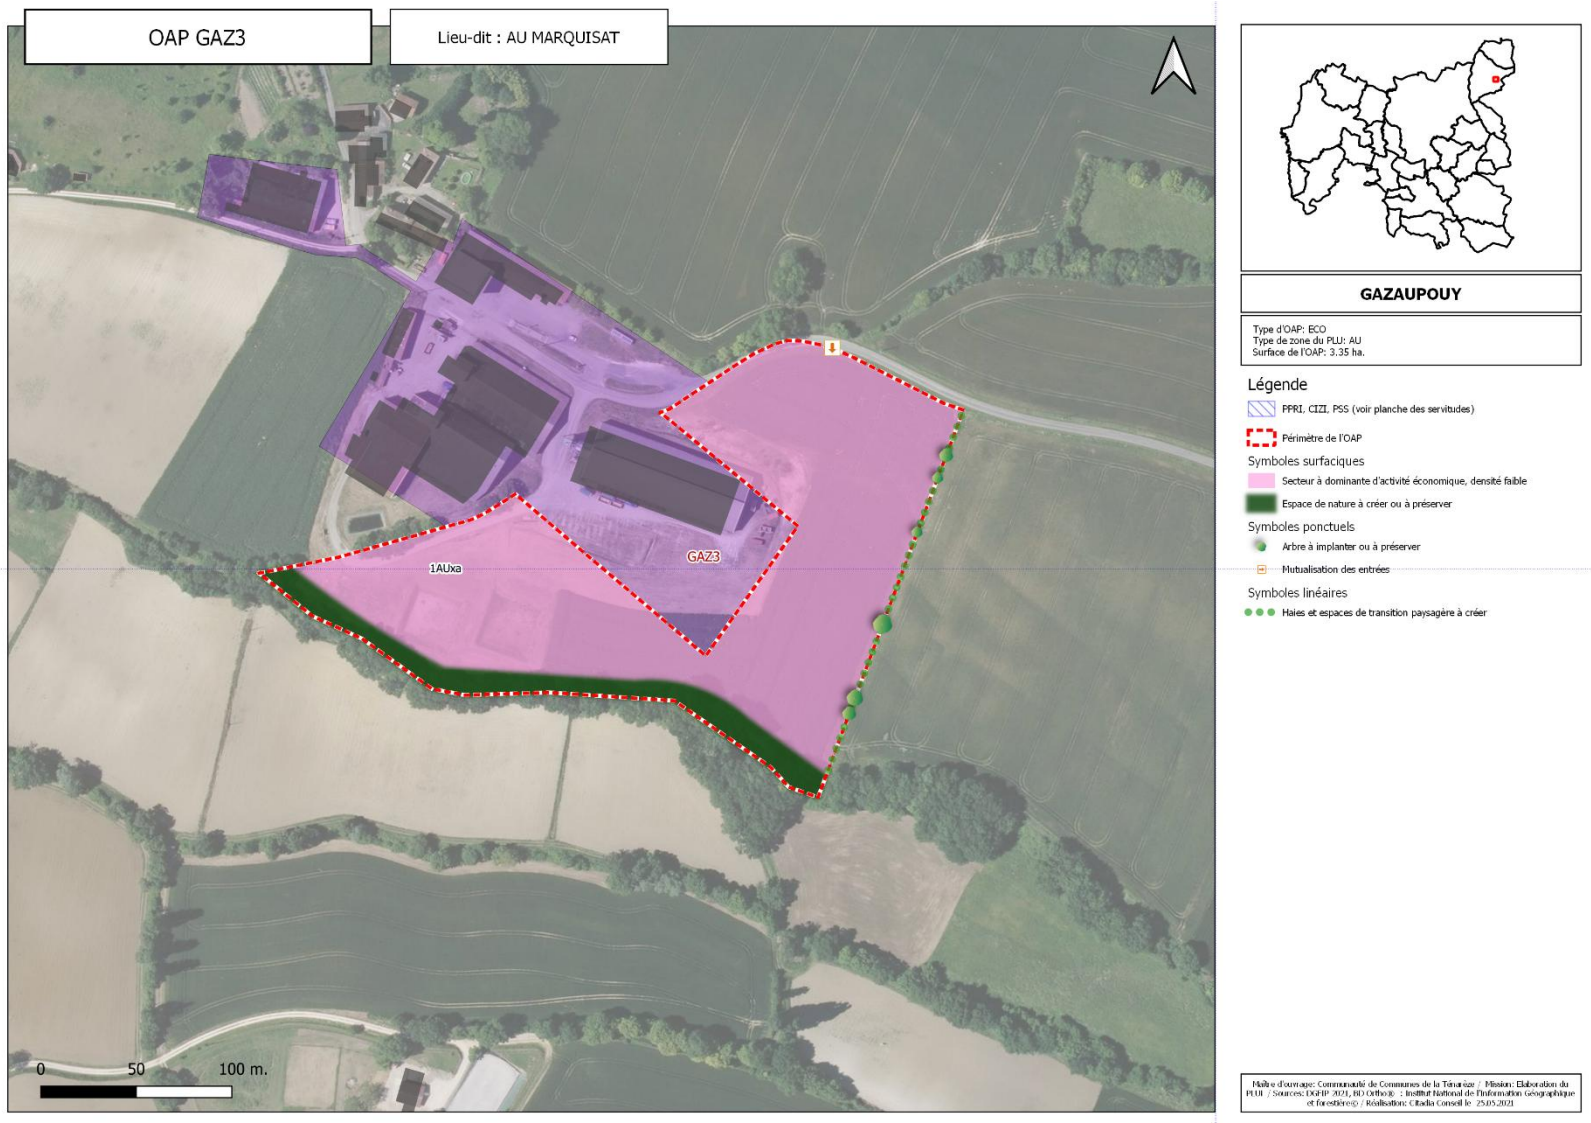 OAP GAZ3
Lieu-dit : AU MARQUISAT
GAZ3
1AUxa
0 50 100 m.
GAZAUPOUY
Type d'OAP: ECO
Type de zone du PLU: AU
Surface de l'OAP: 3.35 ha.
Légende
PPRI, CIZI, PSS (voir planche des servitudes)
Périmètre de l'OAP
Symboles surfaciques
Secteur à dominante d'activité économique, densité faible
Espace de nature à créer ou à préserver
Symboles ponctuels
Arbre à implanter ou à préserver
Mutualisation des entrées
Symboles linéaires
Haies et espaces de transition paysagère à créer
Maître d'ouvrage: Communauté de Communes de la Ténarèze / Mission: Elaboration du
PLUi / Sources: DGFIP 2021, BD Ortho® : Institut National de l'Information Géographique
et forestière© / Réalisation: Citadia Conseil le 25.05.2021